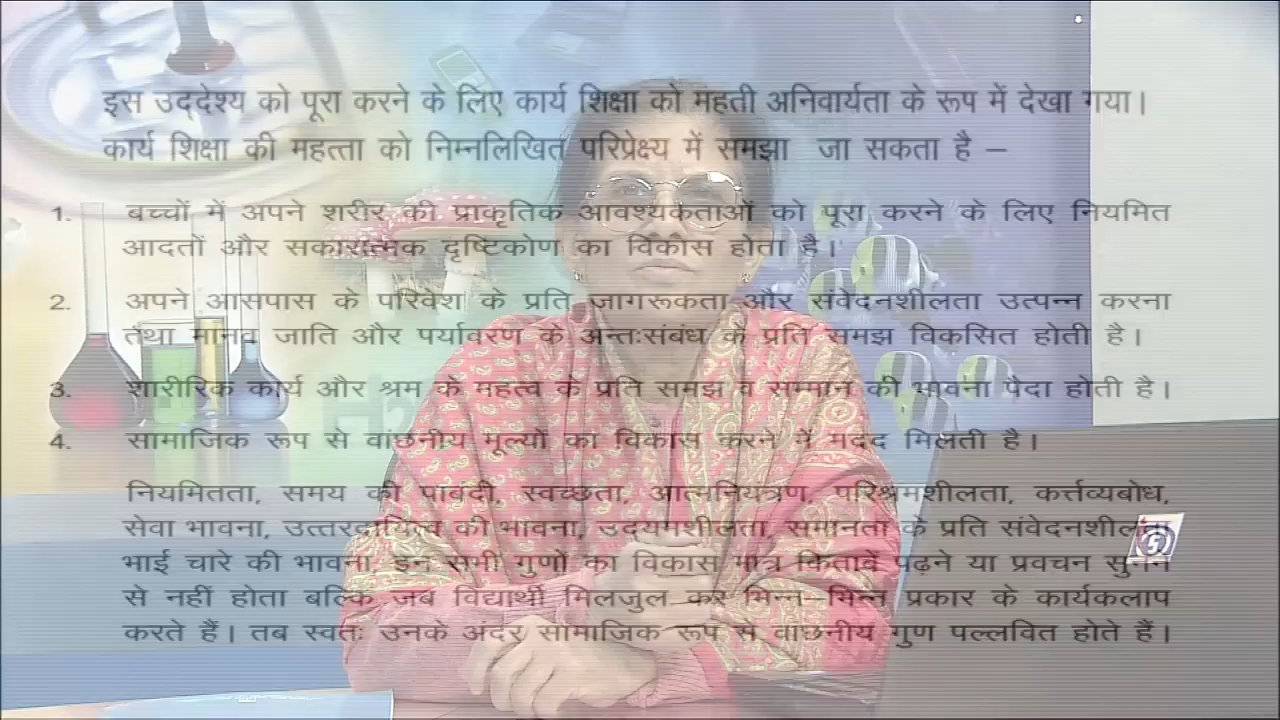 इस उद्देश्य को पूरा करने के लिए कार्य शिक्षा को महती अनिवार्यता के रूप में देखा गया।
कार्य शिक्षा की महत्ता को निम्नलिखित परिप्रेक्ष्य में समझा जा सकता है –
1. बच्चों में अपने शरीर की प्राकृतिक आवश्यकताओं को पूरा करने के लिए नियमित
आदतों और सकारात्मक दृष्टिकोण का विकास होता है।
2. अपने आसपास के परिवेश के प्रति जागरूकता और संवेदनशीलता उत्पन्न करना
तथा मानव जाति और पर्यावरण के अन्तःसंबंध के प्रति समझ विकसित होती है।
3. शारीरिक कार्य और श्रम के महत्व के प्रति समझ व सम्मान की भावना पैदा होती है।
4. सामाजिक रूप से वांछनीय मूल्यों का विकास करने में मदद मिलती है।
नियमितता, समय की पाबंदी, स्वच्छता, आत्मनियंत्रण, परिश्रमशीलता, कर्त्तव्यबोध,
सेवा भावना, उत्तरदायित्व की भावना, उद्यमशीलता, समानता के प्रति संवेदनशीलता
भाई चारे की भावना, इन सभी गुणों का विकास मात्र किताबें पढ़ने या प्रवचन सुनने
से नहीं होता बल्कि जब विद्यार्थी मिलजुल कर भिन्न– भिन्न प्रकार के कार्यकलाप
करते हैं। तब स्वतः उनके अंदर सामाजिक रूप से वांछनीय गुण पल्लवित होते हैं।